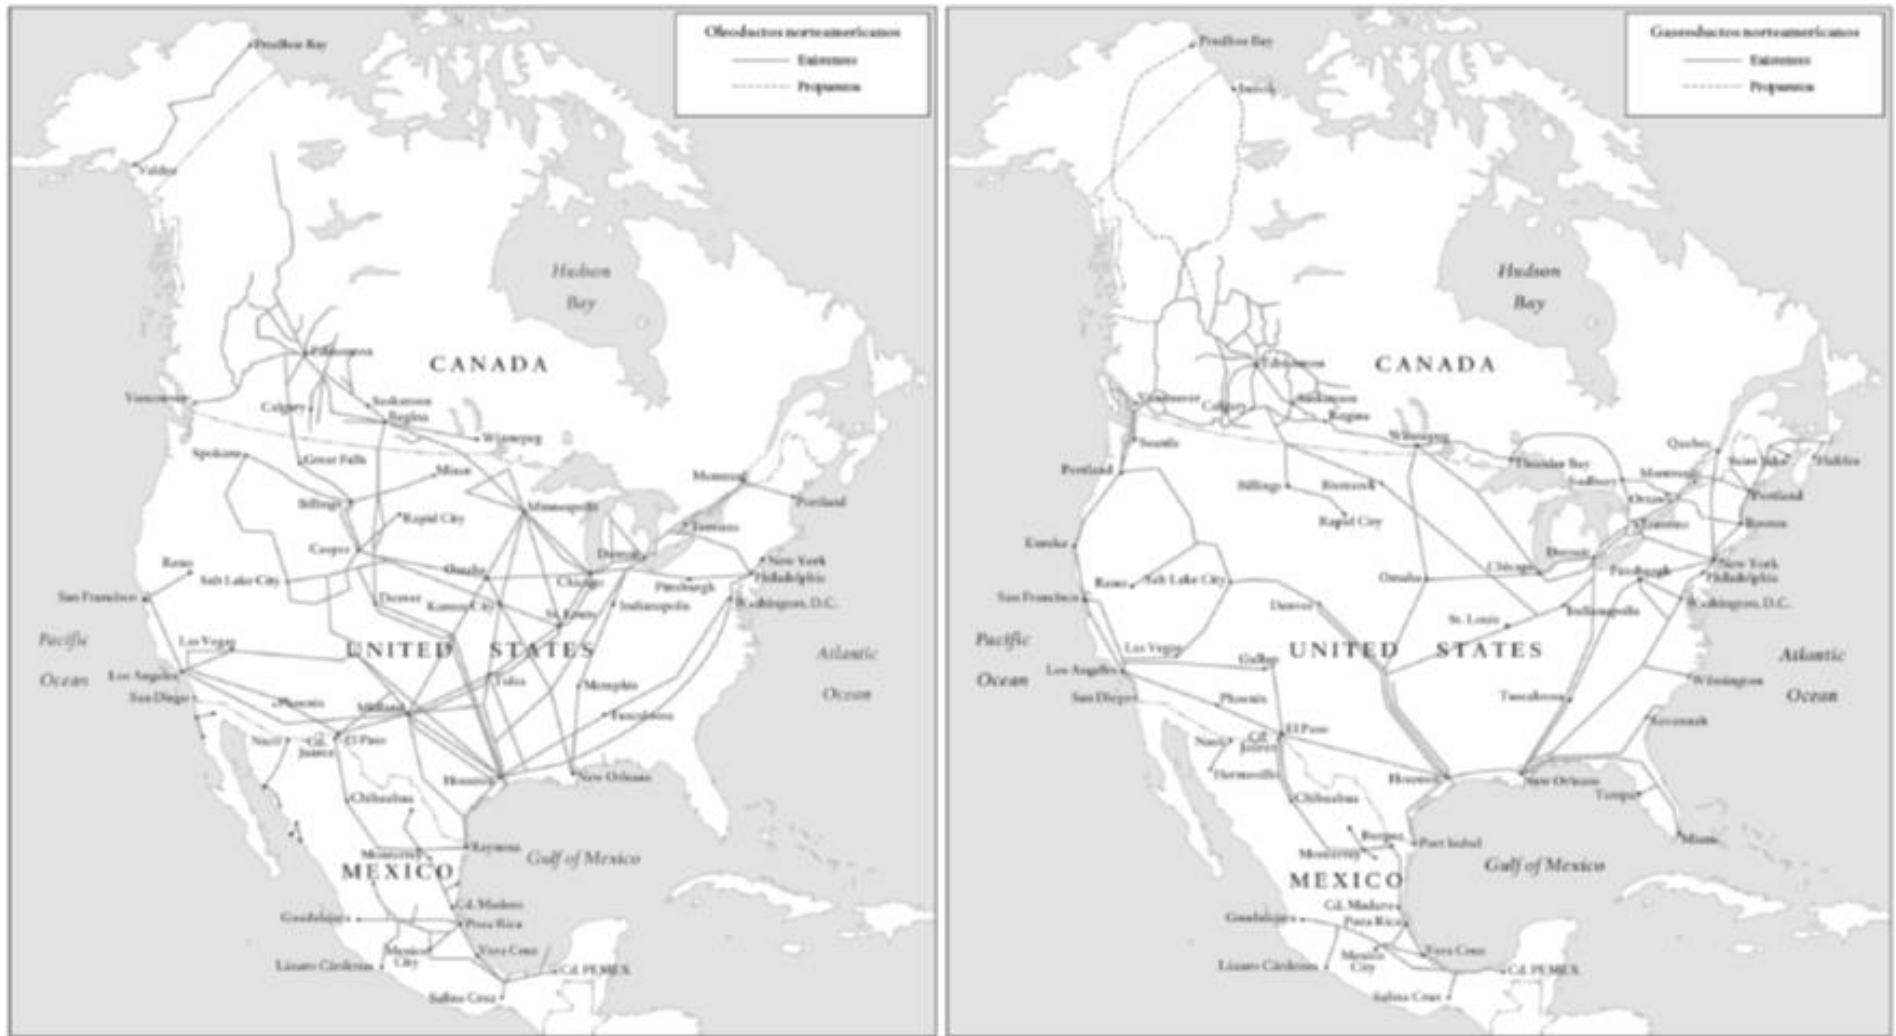 Oleoductos norteamericanos
Existentes
Propuestos
Prudhoe Bay
Valdez
Hudson
Bay
CANADA
Edmonton
Vancouver
Calgary
Saskatoon
Regina
Winnipeg
Spokane
Great Falls
Minot
Montreal
Portland
Billings
Rapid City
Minneapolis
Toronto
Casper
Detroit
New York
Reno
Salt Lake City
Omaha
Chicago
Pittsburgh
Philadelphia
San Francisco
Denver
Kansas City
St. Louis
Indianapolis
Washington, D.C.
Pacific
Ocean
Las Vegas
UNITED STATES
Atlantic
Ocean
Los Angeles
San Diego
Phoenix
Midland
Tulsa
Memphis
Cd.
Juárez
El Paso
Houston
New Orleans
Chihuahua
Monterrey
Reynosa
Gulf of Mexico
MEXICO
Cd. Madero
Guadalajara
Poza Rica
Mexico
City
Vera Cruz
Lázaro Cárdenas
Cd. PEMEX
Salina Cruz
Gasoductos norteamericanos
Existentes
Propuestos
Prudhoe Bay
Inuvik
Hudson
Bay
CANADA
Edmonton
Vancouver
Calgary
Saskatoon
Regina
Winnipeg
Seattle
Portland
Thunder Bay
Sudbury
Quebec
Montreal
Saint John
Halifax
Ottawa
Portland
Billings
Bismarck
Rapid City
Toronto
Boston
Eureka
Detroit
New York
Reno
Salt Lake City
Omaha
Chicago
Pittsburgh
Philadelphia
San Francisco
Denver
St. Louis
Indianapolis
Washington, D.C.
Pacific
Ocean
Las Vegas
Gallup
UNITED STATES
Atlantic
Ocean
Los Angeles
San Diego
Phoenix
Tuscaloosa
Wilmington
Savannah
El Paso
Cd.
Juárez
Hermosillo
Houston
New Orleans
Tampa
Miami
Chihuahua
Monterrey
Port Isabel
Gulf of Mexico
MEXICO
Cd. Madero
Poza Rica
Guadalajara
Mexico
City
Vera Cruz
Lázaro Cárdenas
Cd. PEMEX
Salina Cruz